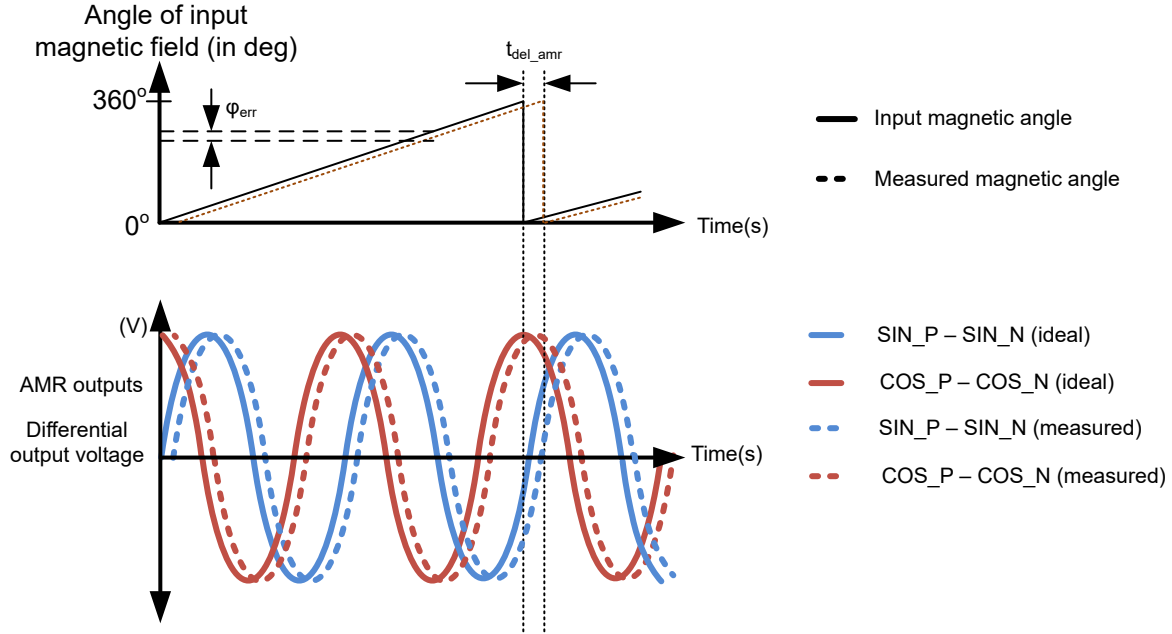 Angle of input
magnetic field (in deg)
t_del_amr
360°
φ_err
0°
Time(s)
Input magnetic angle
Measured magnetic angle
(V)
AMR outputs
Differential
output voltage
Time(s)
SIN_P – SIN_N (ideal)
COS_P – COS_N (ideal)
SIN_P – SIN_N (measured)
COS_P – COS_N (measured)